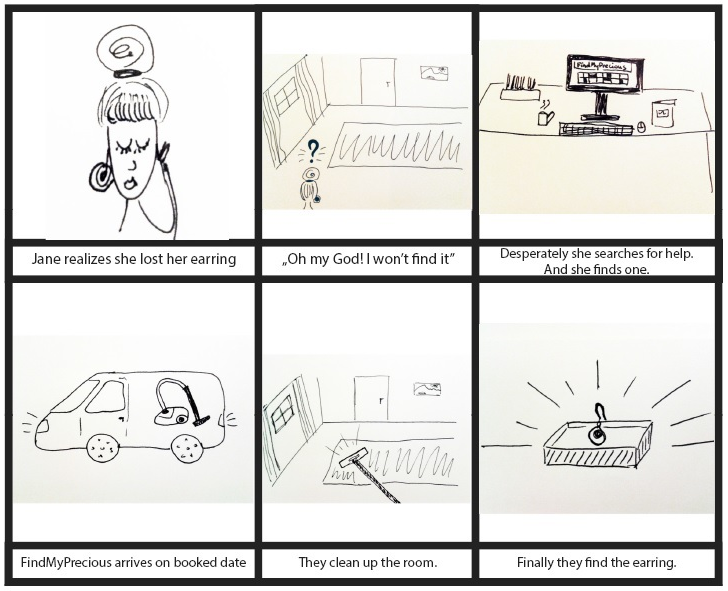 Jane realizes she lost her earring
?
„Oh my God! I won't find it"
FindMyPrecious
Desperately she searches for help.
And she finds one.
FindMyPrecious arrives on booked date
They clean up the room.
Finally they find the earring.